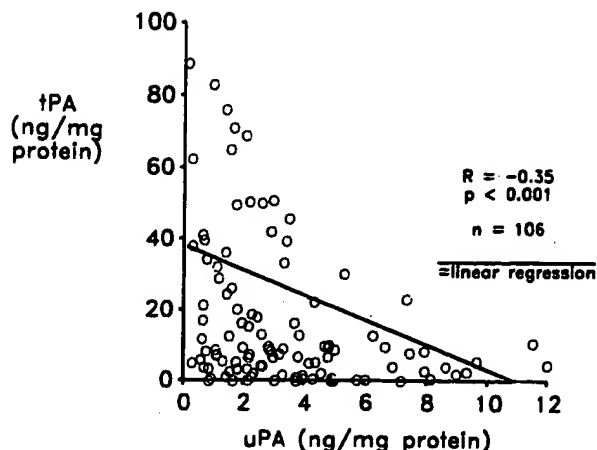 100
80
60
40
20
0
tPA
(ng/mg
protein)
R = -0.35
p < 0.001
n = 106
=linear regression
0 2 4 6 8 10 12
uPA (ng/mg protein)